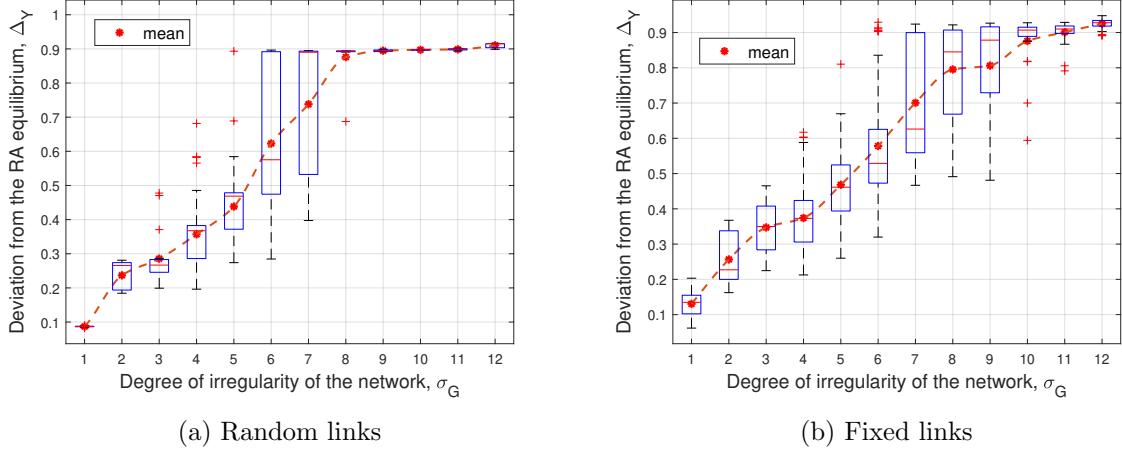 1
0.9
0.8
0.7
0.6
0.5
0.4
0.3
0.2
0.1
Deviation from the RA equilibrium, Δ_Y
mean
1 2 3 4 5 6 7 8 9 10 11 12
Degree of irregularity of the network, σ_G
(a) Random links
0.9
0.8
0.7
0.6
0.5
0.4
0.3
0.2
0.1
Deviation from the RA equilibrium, Δ_Y
mean
1 2 3 4 5 6 7 8 9 10 11 12
Degree of irregularity of the network, σ_G
(b) Fixed links